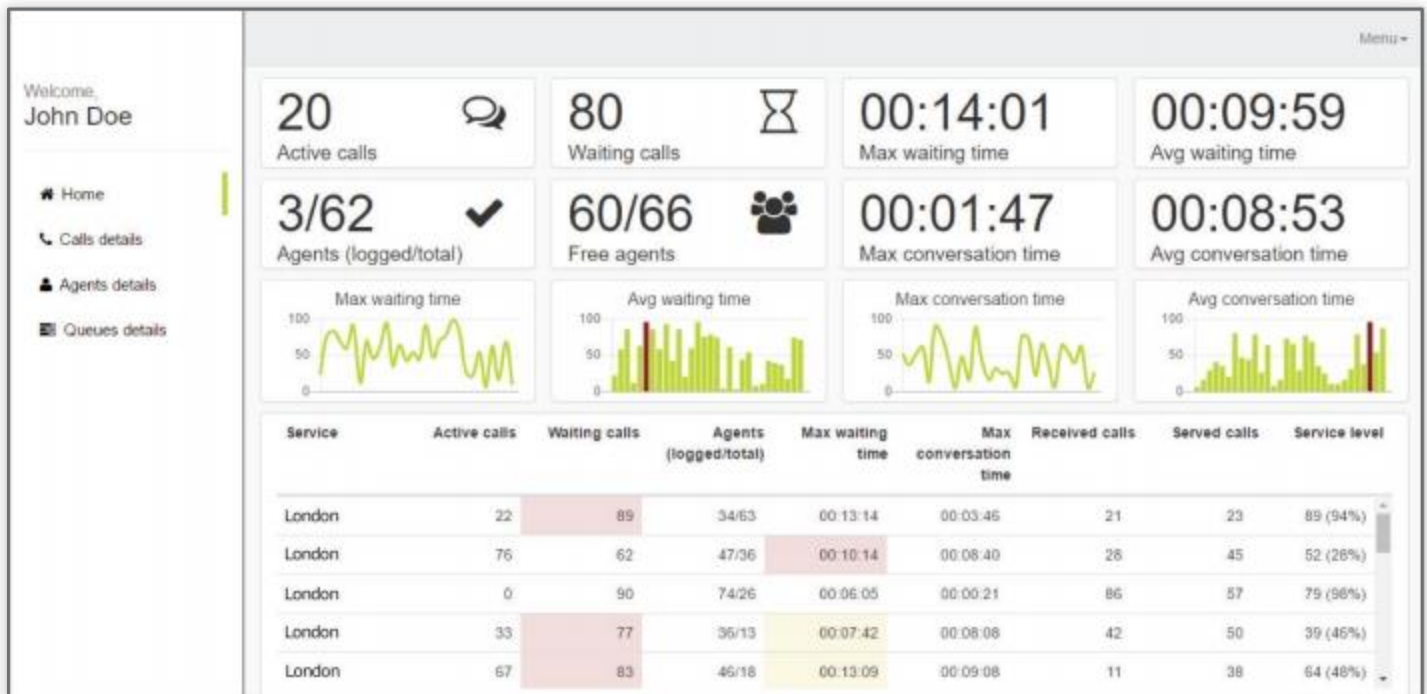 Menu
Welcome,
John Doe
Home
Calls details
Agents details
Queues details
20
Active calls
80
Waiting calls
00:14:01
Max waiting time
00:09:59
Avg waiting time
3/62
Agents (logged/total)
60/66
Free agents
00:01:47
Max conversation time
00:08:53
Avg conversation time
Max waiting time
100
50
0
Avg waiting time
100
50
0
Max conversation time
100
50
0
Avg conversation time
100
50
0
Service Active calls Waiting calls Agents (logged/total) Max waiting time Max conversation time Received calls Served calls Service level
London 22 89 34/63 00:13:14 00:03:46 21 23 89 (94%)
London 76 62 47/36 00:10:14 00:08:40 28 45 52 (26%)
London 0 90 74/26 00:06:05 00:00:21 86 57 79 (98%)
London 33 77 36/13 00:07:42 00:08:08 42 50 39 (46%)
London 67 83 46/18 00:13:09 00:09:08 11 38 64 (48%)